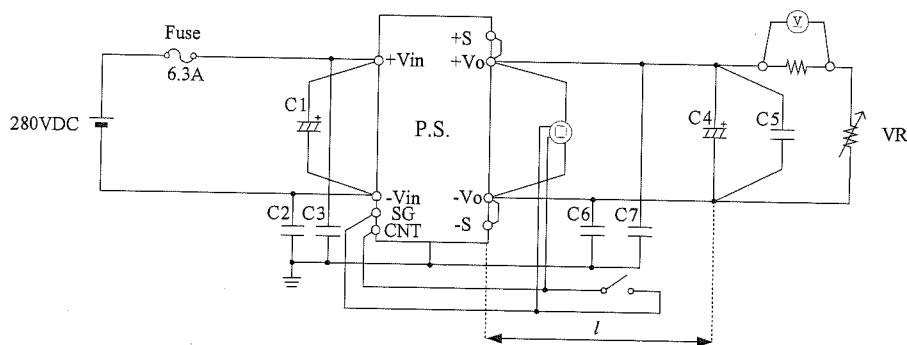 Fuse
6.3A
280VDC
C1
+
+Vin
-Vin
SG
CNT
P.S.
+S
+Vo
-Vo
-S
C2
C3
C4
+
C5
C6
C7
V
VR
l